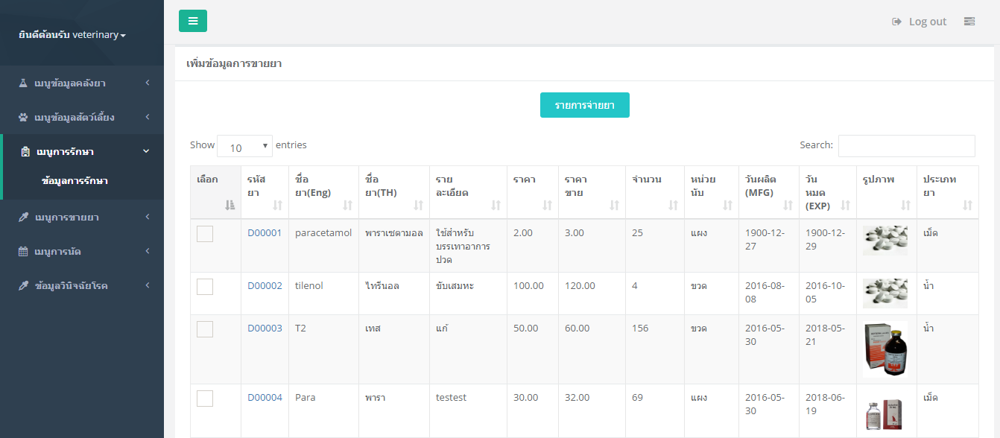 ยินดีต้อนรับ veterinary
Log out
เมนูข้อมูลคลังยา
เมนูข้อมูลสัตว์เลี้ยง
เมนูการรักษา
ข้อมูลการรักษา
เมนูการขายยา
เมนูการนัด
ข้อมูลวินิจฉัยโรค
เพิ่มข้อมูลการขายยา
รายการจ่ายยา
Show 10 entries
Search:
เลือก
รหัส
ยา
ชื่อ
ยา(Eng)
ชื่อ
ยา(TH)
ราย
ละเอียด
ราคา
ราคา
ขาย
จำนวน
หน่วย
นับ
วันผลิต
(MFG)
วัน
หมด
(EXP)
รูปภาพ
ประเภท
ยา
D00001
paracetamol
พาราเซตามอล
ใช้สำหรับ
บรรเทาอาการ
ปวด
2.00
3.00
25
แผง
1900-12-
27
1900-12-
29
เม็ด
D00002
tilenol
ไทรีนอล
ขับเสมหะ
100.00
120.00
4
ขวด
2016-08-
08
2016-10-
05
น้ำ
D00003
T2
เทส
แก้
50.00
60.00
156
ขวด
2016-05-
30
2018-05-
21
น้ำ
D00004
Para
พารา
testest
30.00
32.00
69
แผง
2016-05-
30
2018-06-
19
เม็ด